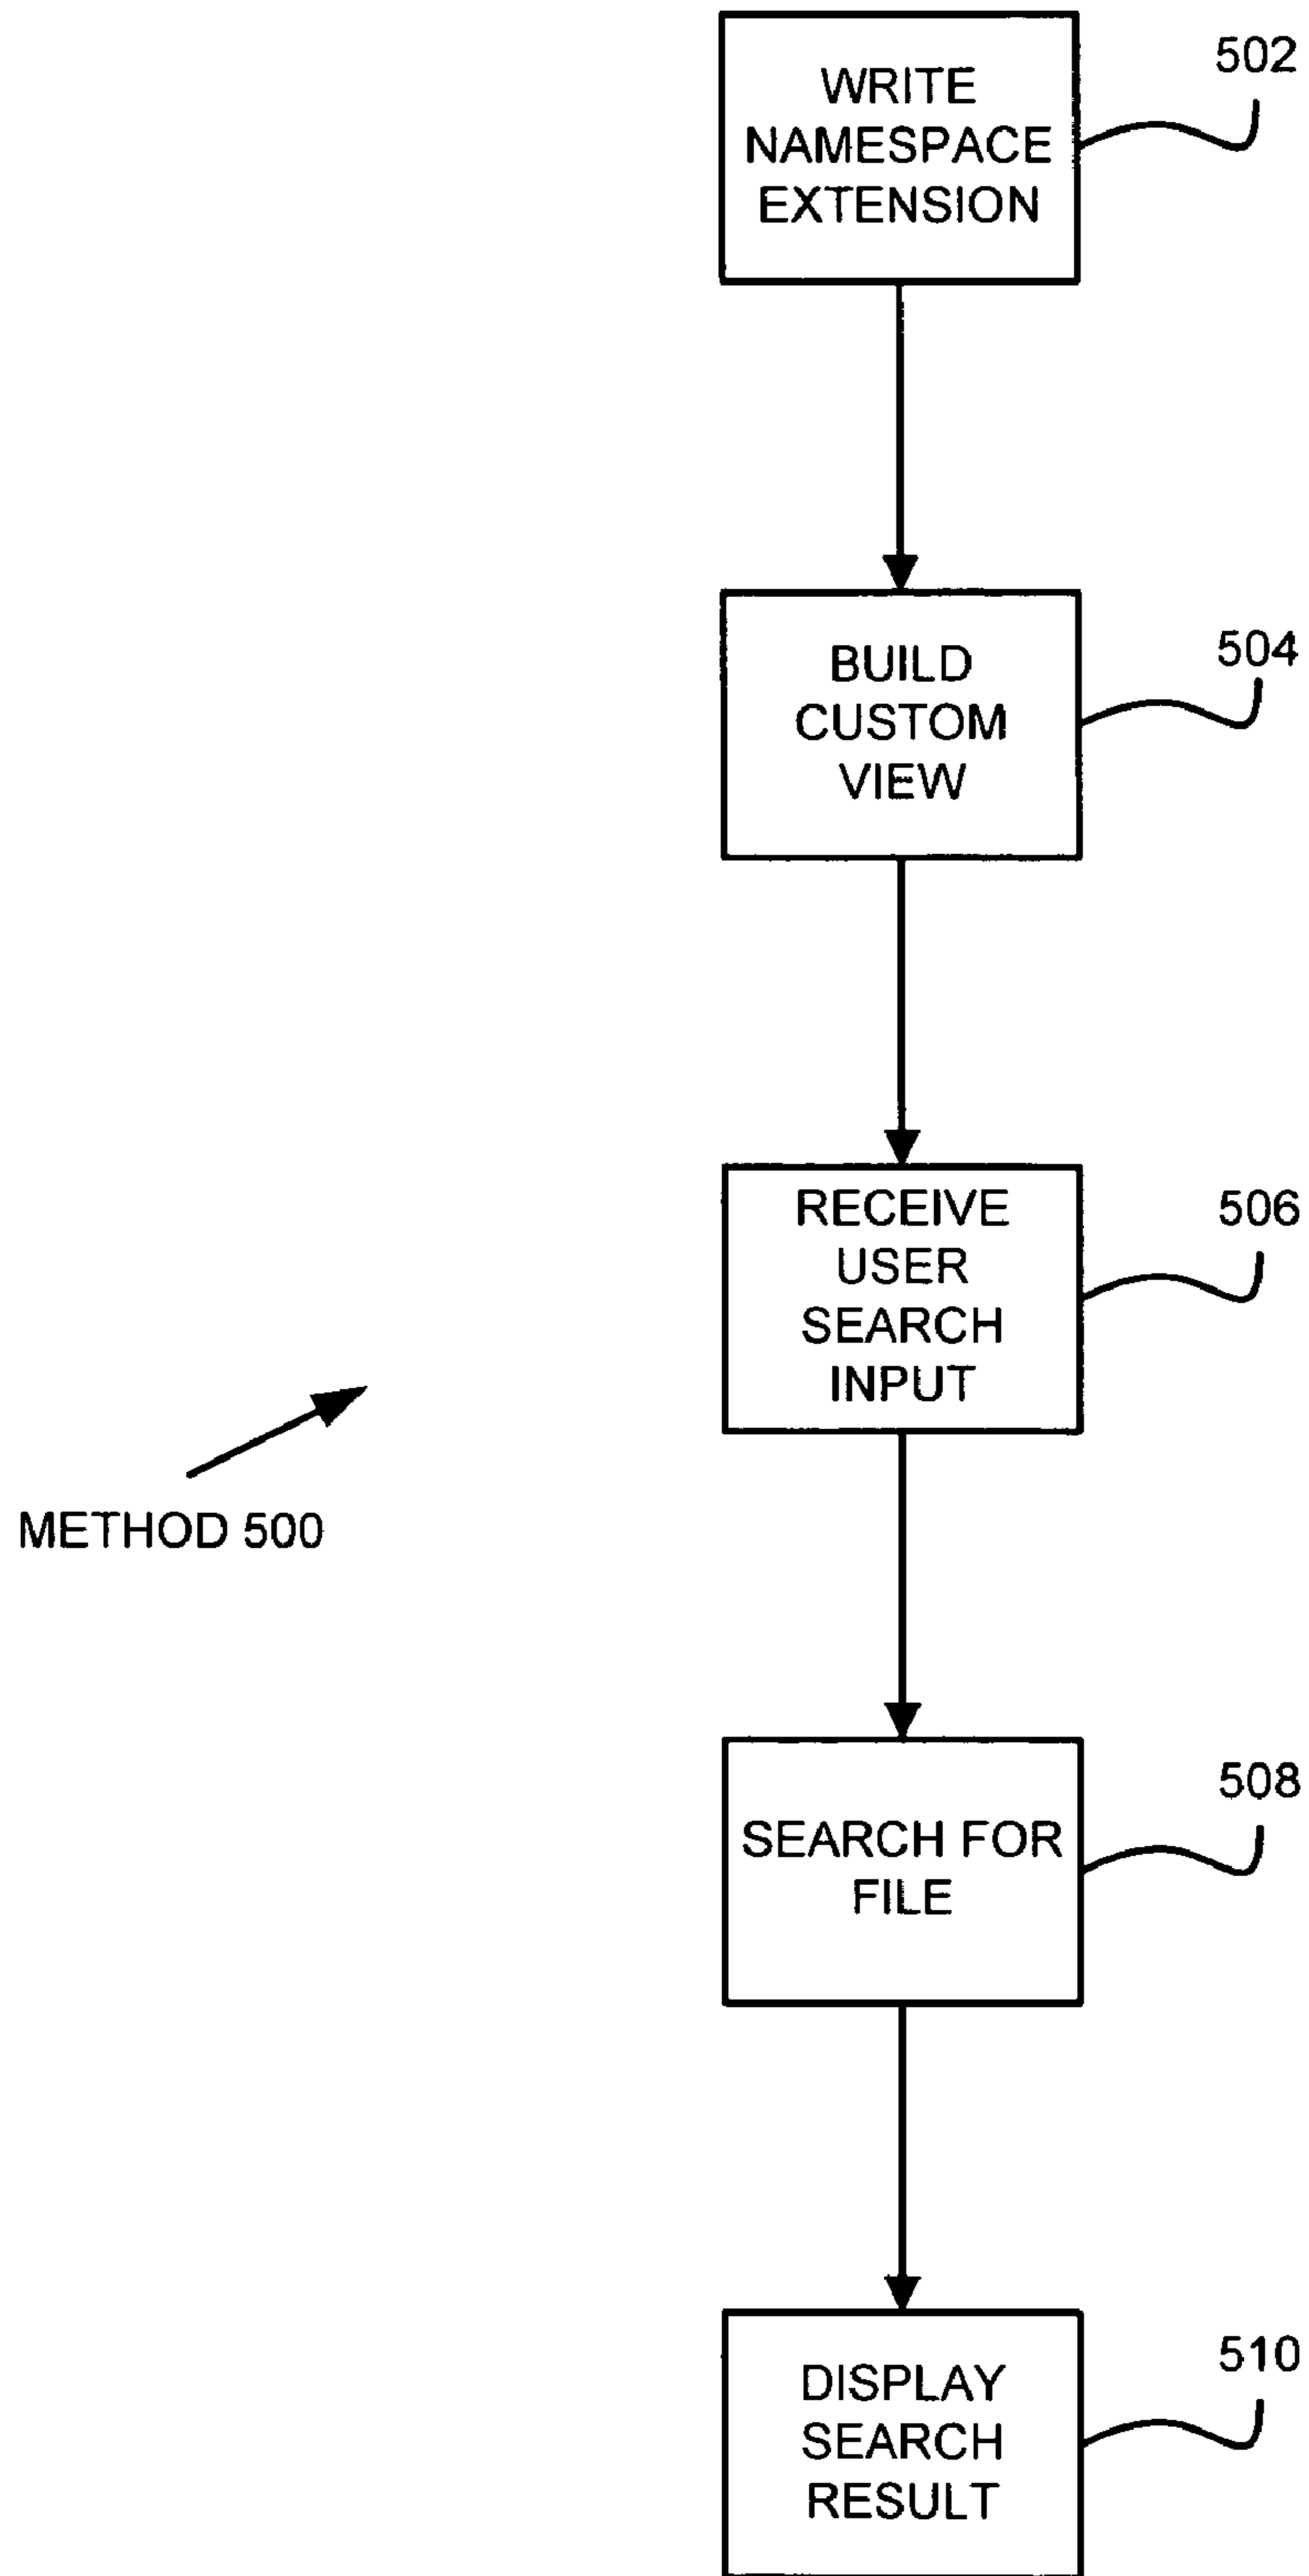 WRITE
NAMESPACE
EXTENSION
502
BUILD
CUSTOM
VIEW
504
RECEIVE
USER
SEARCH
INPUT
506
METHOD 500
SEARCH FOR
FILE
508
DISPLAY
SEARCH
RESULT
510